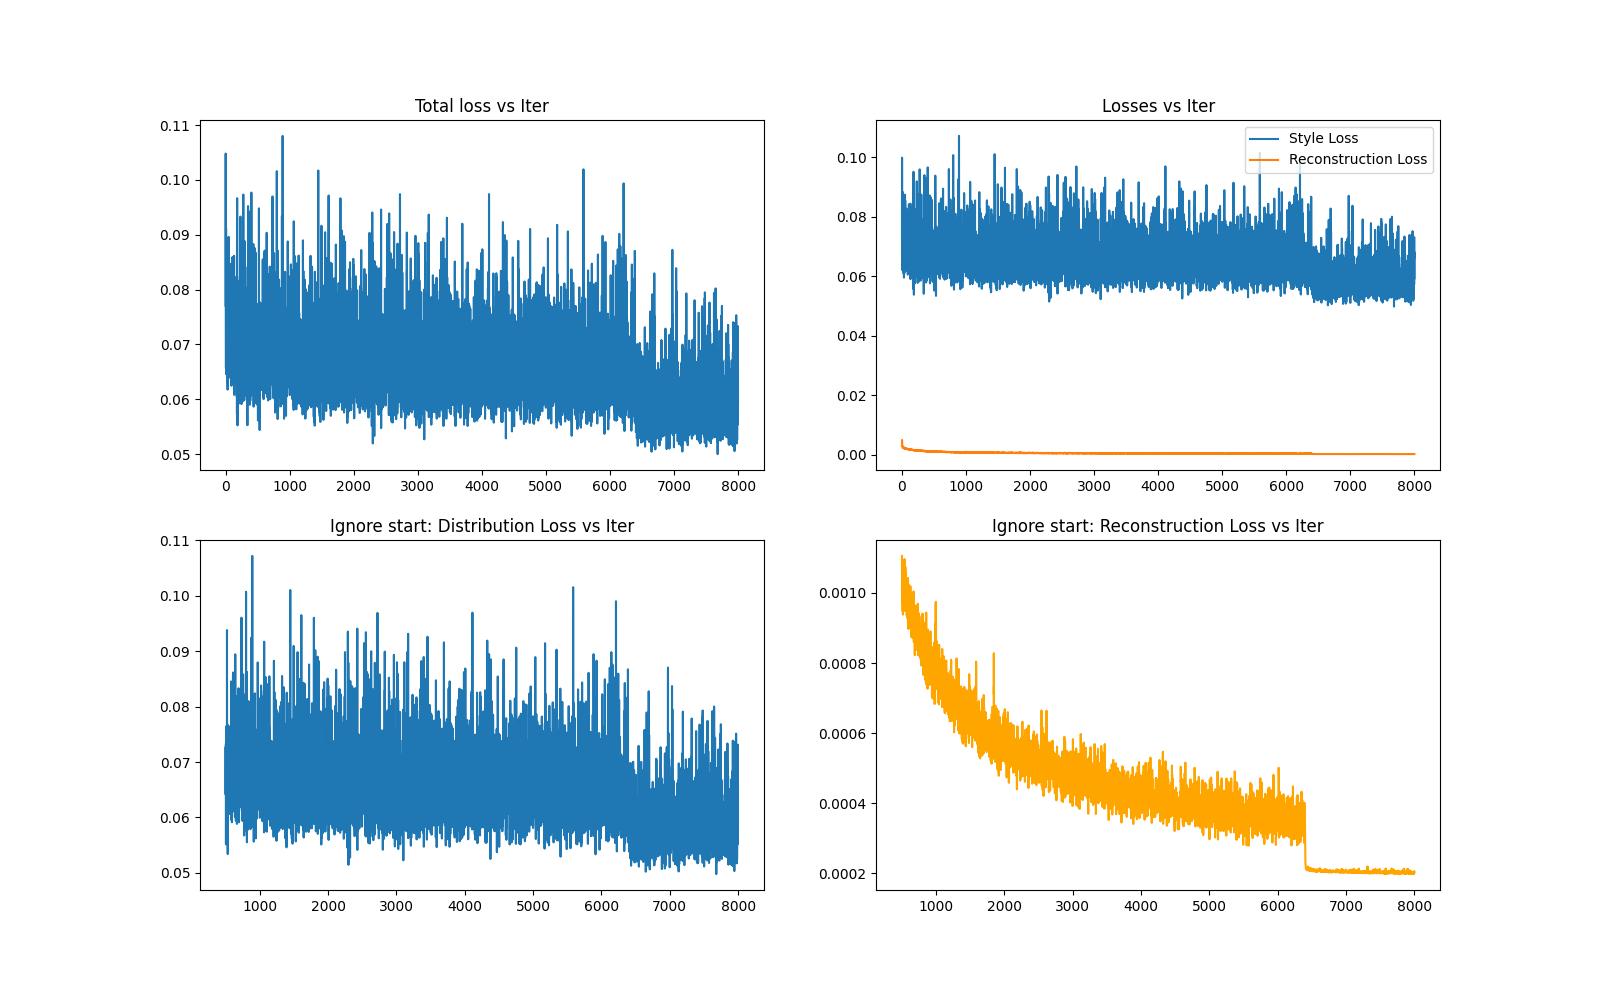 Total loss vs Iter
0.11
0.10
0.09
0.08
0.07
0.06
0.05
0 1000 2000 3000 4000 5000 6000 7000 8000
Losses vs Iter
Style Loss
Reconstruction Loss
0.10
0.08
0.06
0.04
0.02
0.00
0 1000 2000 3000 4000 5000 6000 7000 8000
Ignore start: Distribution Loss vs Iter
0.11
0.10
0.09
0.08
0.07
0.06
0.05
1000 2000 3000 4000 5000 6000 7000 8000
Ignore start: Reconstruction Loss vs Iter
0.0010
0.0008
0.0006
0.0004
0.0002
1000 2000 3000 4000 5000 6000 7000 8000